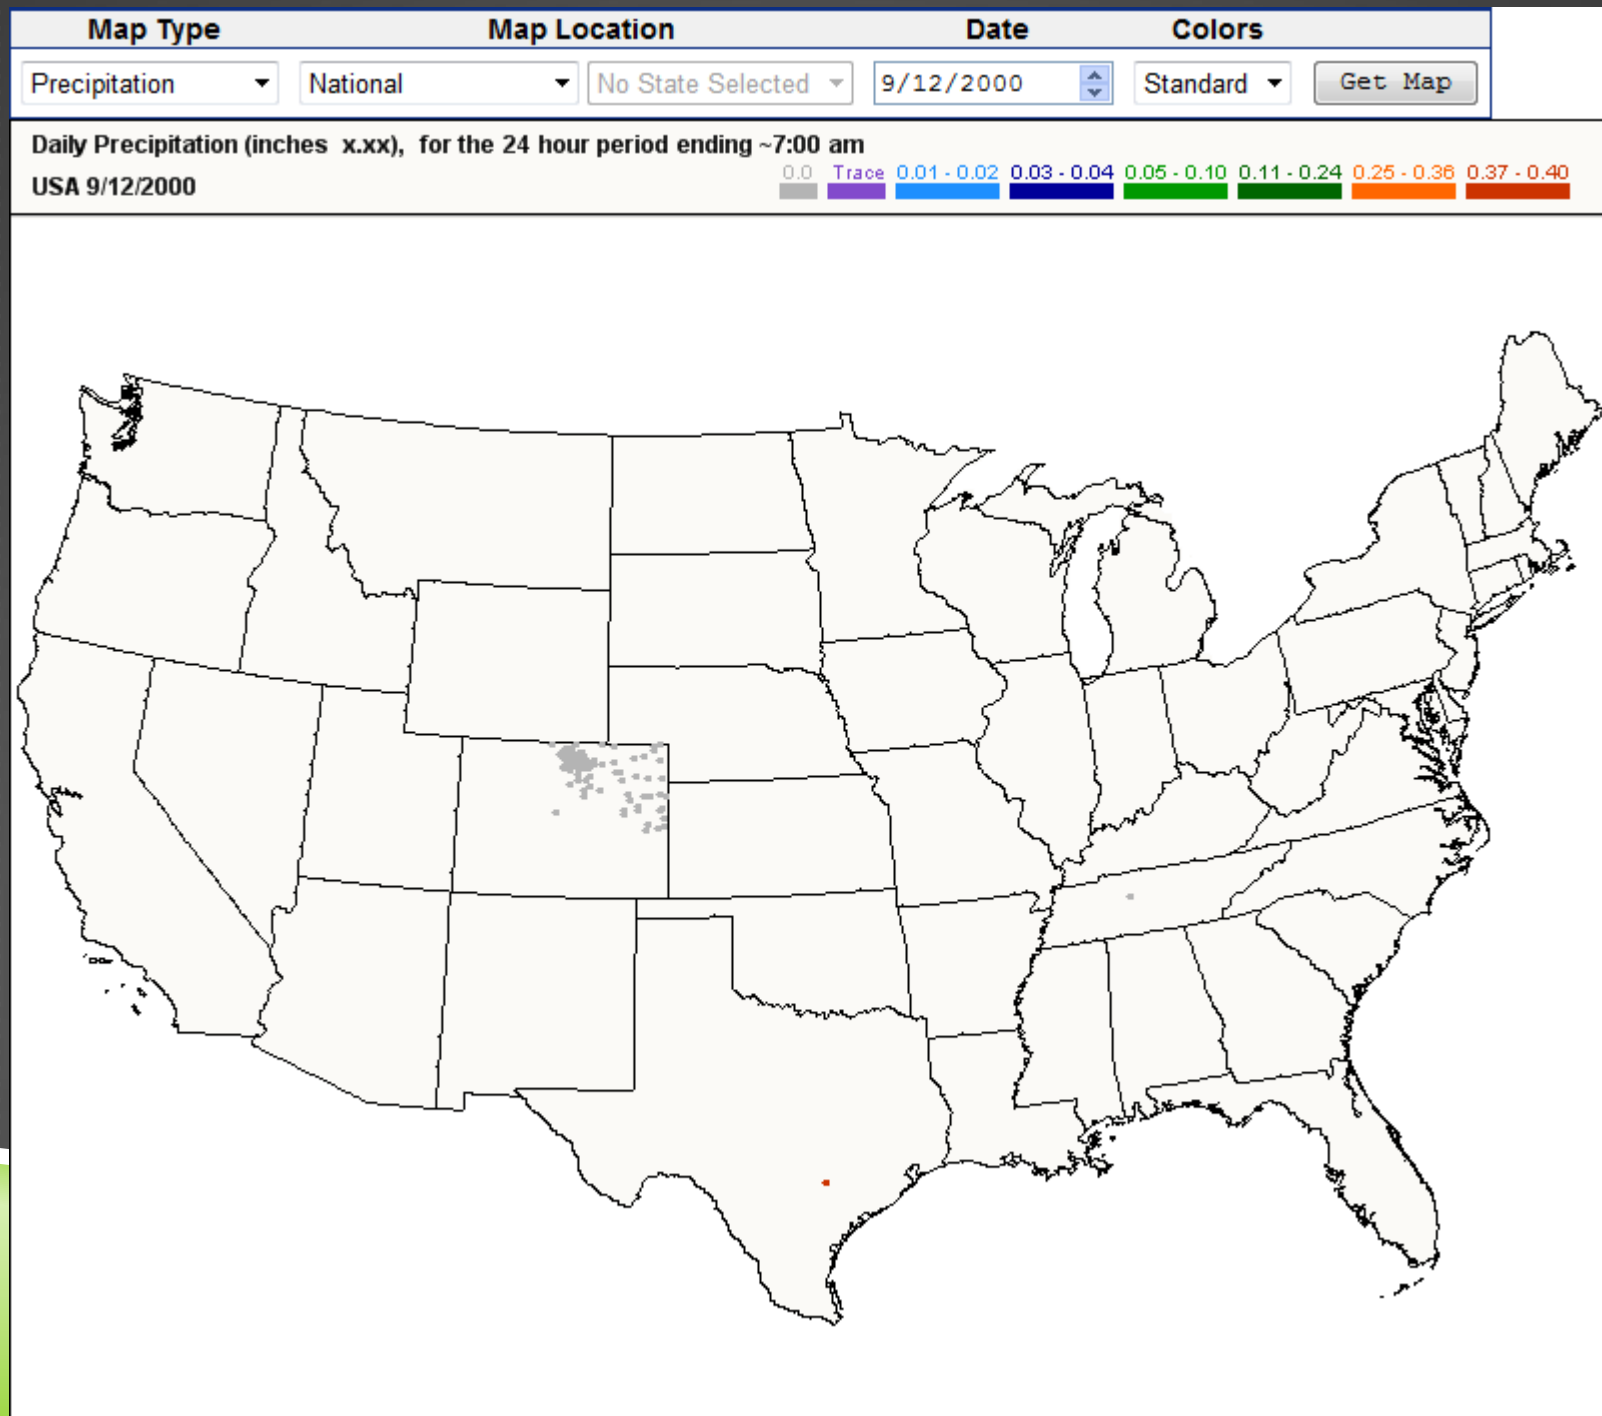 Map Type Map Location Date Colors
Precipitation National No State Selected 9/12/2000 Standard Get Map
Daily Precipitation (inches x.xx), for the 24 hour period ending ~7:00 am
USA 9/12/2000
0.0 Trace 0.01 - 0.02 0.03 - 0.04 0.05 - 0.10 0.11 - 0.24 0.25 - 0.36 0.37 - 0.40